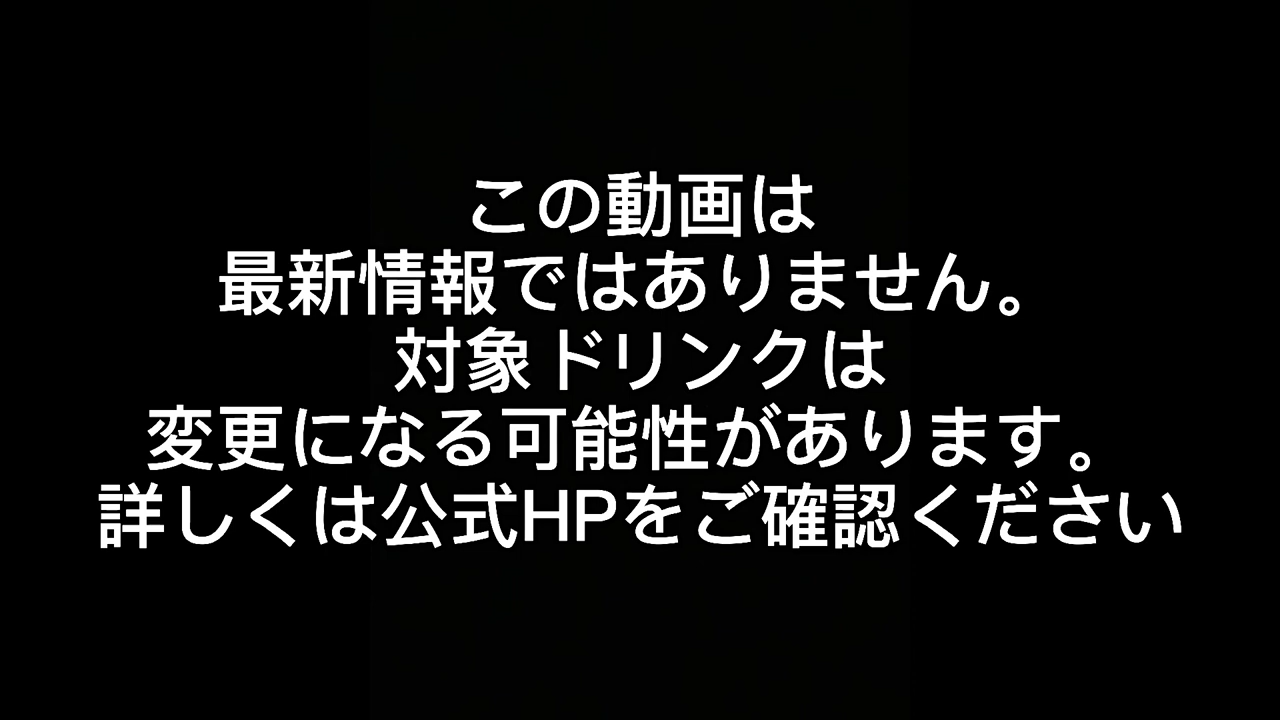 この動画は
最新情報ではありません。
対象ドリンクは
変更になる可能性があります。
詳しくは公式HPをご確認ください